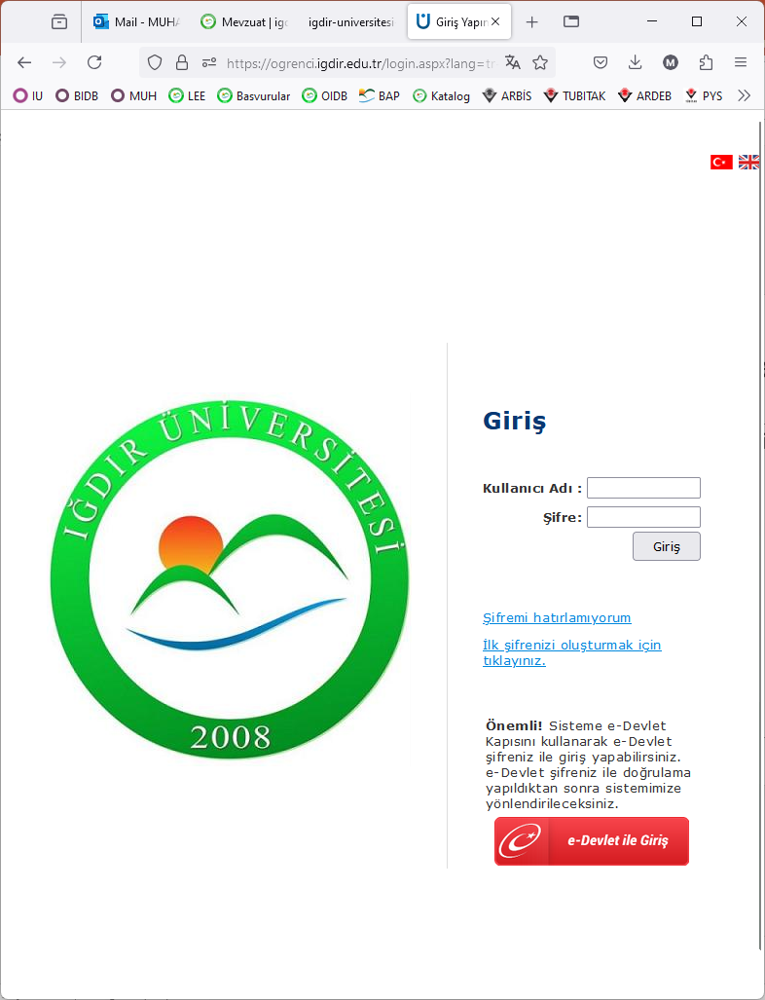 Mail - MUHA
Mevzuat | igd
igdir-universitesi
Giriş Yapın
https://ogrenci.igdir.edu.tr/login.aspx?lang=tr
M
IU
BIDB
MUH
LEE
Basvurular
OIDB
BAP
Katalog
ARBİS
TUBITAK
ARDEB
PYS
IĞDIR ÜNİVERSİTESİ
2008
Giriş
Kullanıcı Adı :
Şifre:
Giriş
Şifremi hatırlamıyorum
İlk şifrenizi oluşturmak için
tıklayınız.
Önemli! Sisteme e-Devlet
Kapısını kullanarak e-Devlet
şifreniz ile giriş yapabilirsiniz.
e-Devlet şifreniz ile doğrulama
yapıldıktan sonra sistemimize
yönlendirileceksiniz.
e-Devlet ile Giriş